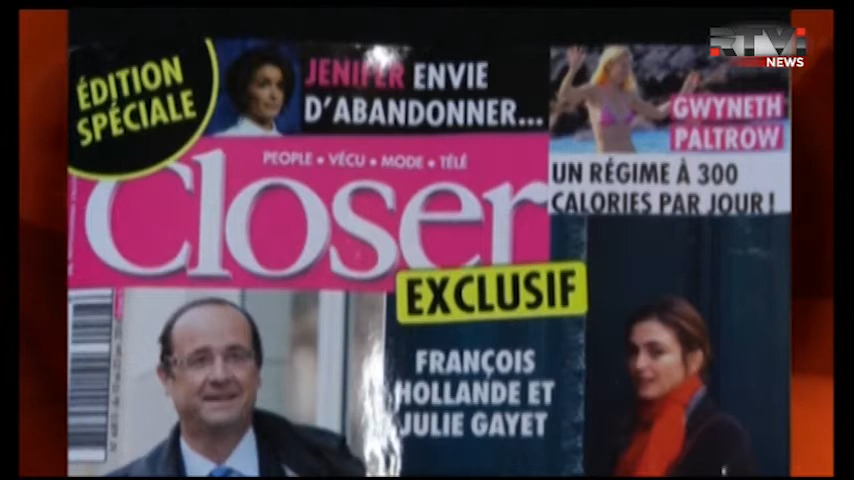 RTVi
NEWS
ÉDITION
SPÉCIALE
JENIFER ENVIE
D'ABANDONNER...
GWYNETH
PALTROW
UN RÉGIME À 300
CALORIES PAR JOUR !
PEOPLE • VÉCU • MODE • TÉLÉ
Closer
EXCLUSIF
FRANÇOIS
HOLLANDE ET
JULIE GAYET